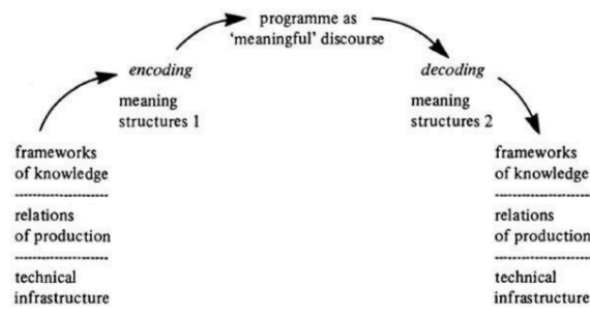 programme as
‘meaningful’ discourse
encoding
meaning
structures 1
decoding
meaning
structures 2
frameworks
of knowledge
relations
of production
technical
infrastructure
frameworks
of knowledge
relations
of production
technical
infrastructure